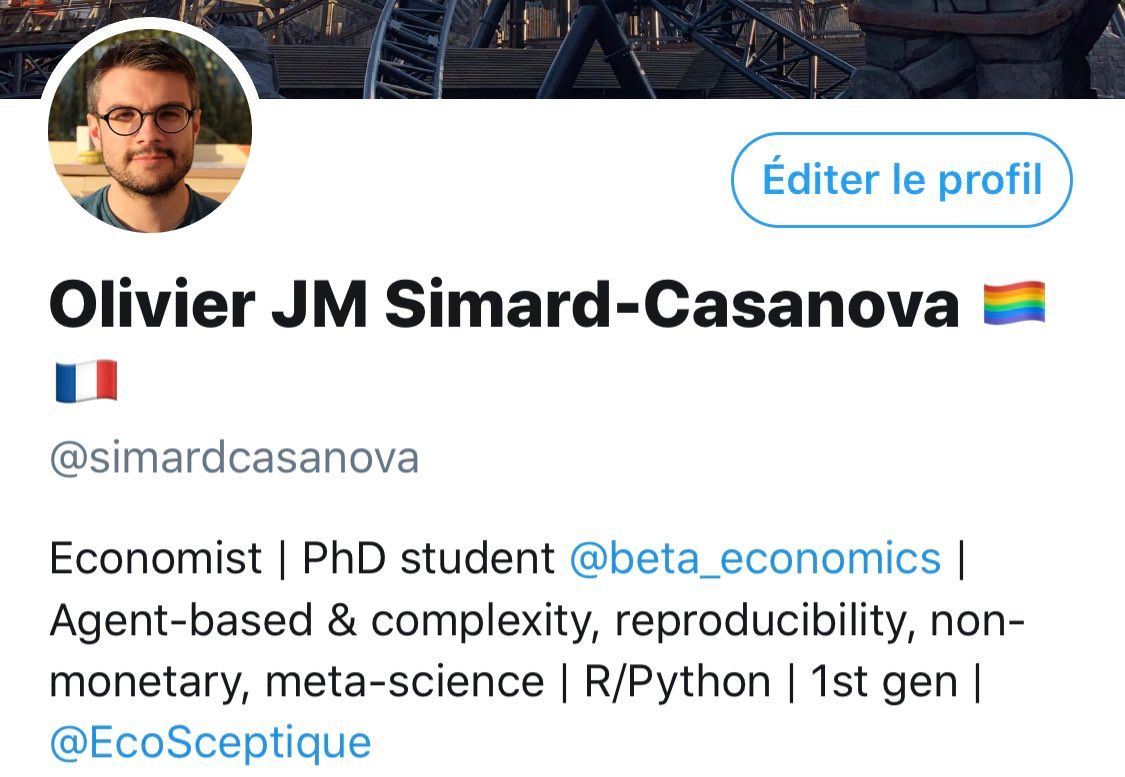 Éditer le profil
Olivier JM Simard-Casanova 🏳️‍🌈
🇫🇷
@simardcasanova
Economist | PhD student @beta_economics |
Agent-based & complexity, reproducibility, non-
monetary, meta-science | R/Python | 1st gen |
@EcoSceptique